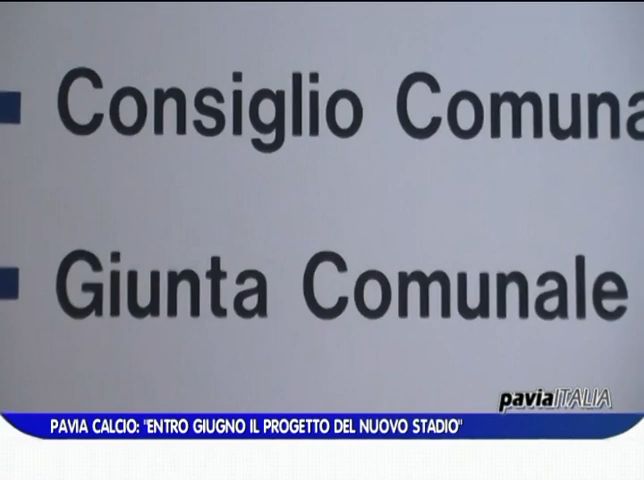 Consiglio Comuna
Giunta Comunale
paviaITALIA
PAVIA CALCIO: "ENTRO GIUGNO IL PROGETTO DEL NUOVO STADIO"